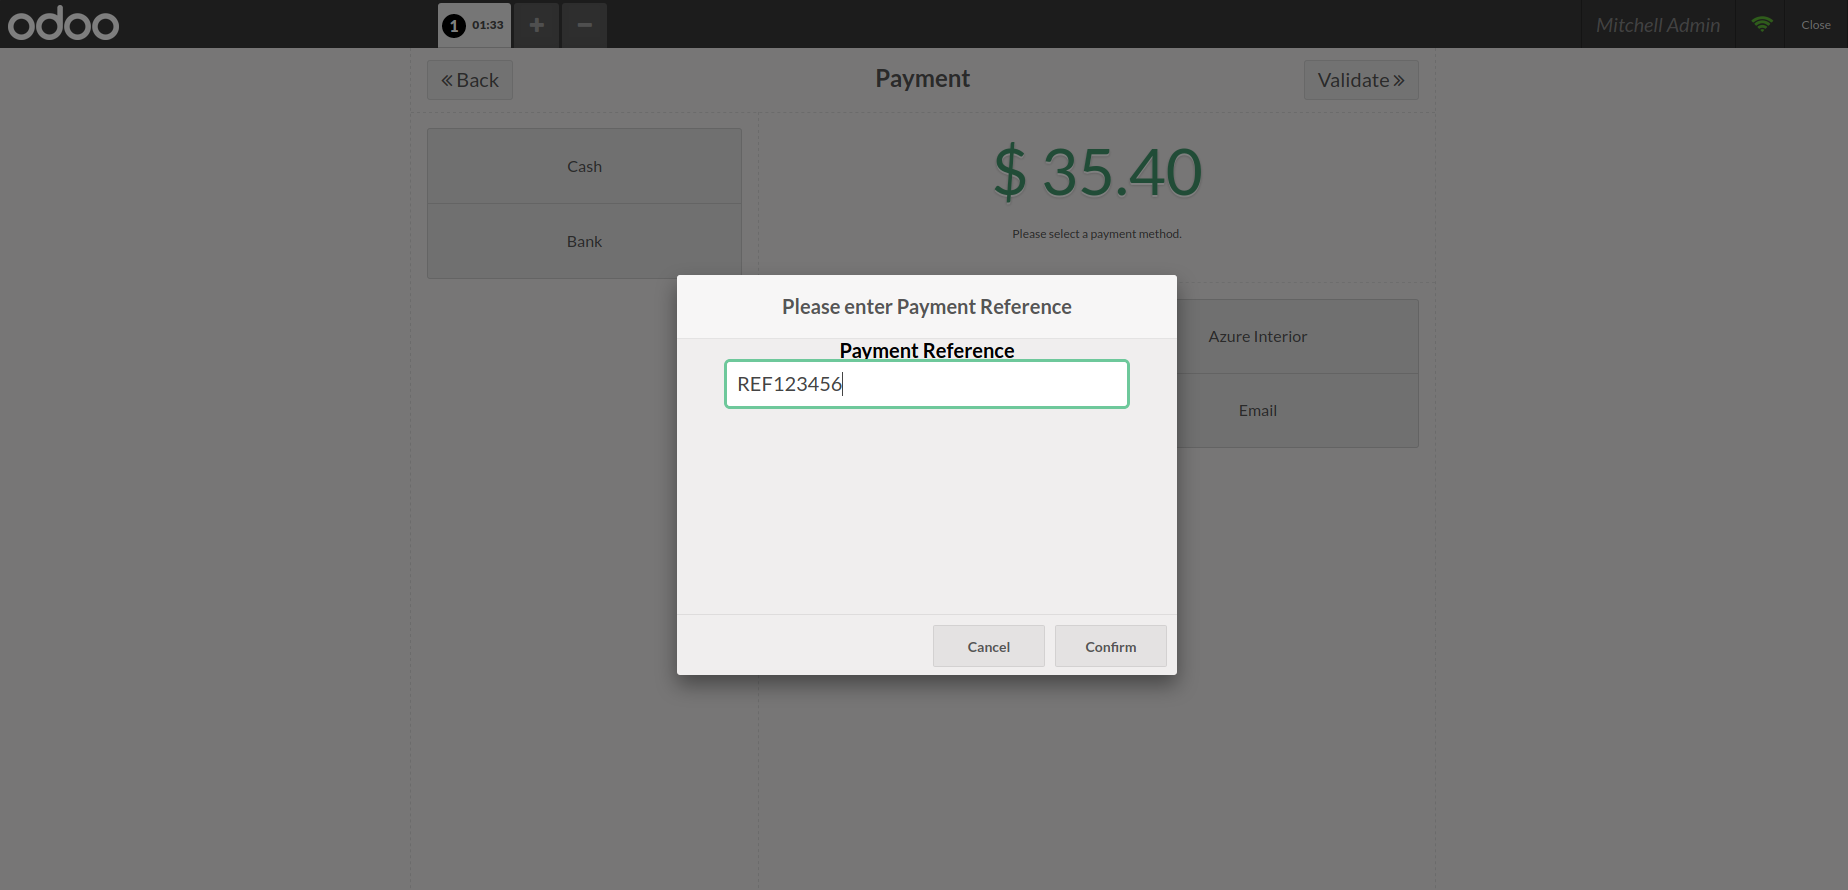 odoo
1 01:33
Mitchell Admin
Close
Back
Payment
Validate
Cash
Bank
$ 35.40
Please select a payment method.
Please enter Payment Reference
Payment Reference
REF123456
Azure Interior
Email
Cancel
Confirm